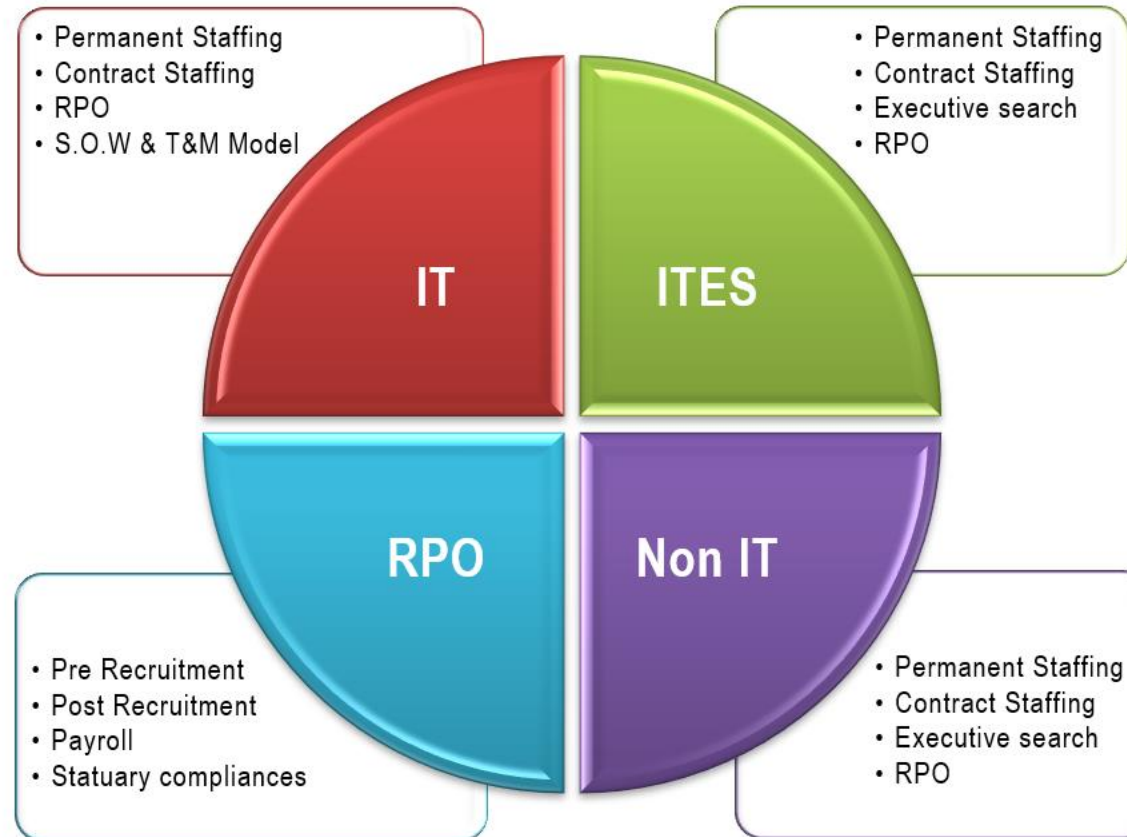 • Permanent Staffing
• Contract Staffing
• RPO
• S.O.W & T&M Model
• Permanent Staffing
• Contract Staffing
• Executive search
• RPO
IT
ITES
RPO
Non IT
• Pre Recruitment
• Post Recruitment
• Payroll
• Statuary compliances
• Permanent Staffing
• Contract Staffing
• Executive search
• RPO